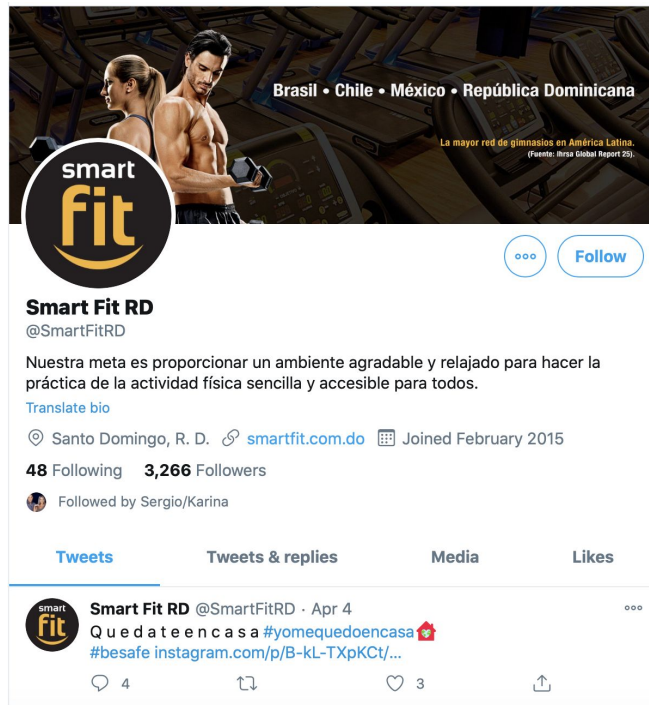 Brasil • Chile • México • República Dominicana
La mayor red de gimnasios en América Latina.
(Fuente: Ihrsa Global Report 25).
smart
fit
Follow
Smart Fit RD
@SmartFitRD
Nuestra meta es proporcionar un ambiente agradable y relajado para hacer la
práctica de la actividad física sencilla y accesible para todos.
Translate bio
Santo Domingo, R. D. smartfit.com.do Joined February 2015
48 Following 3,266 Followers
Followed by Sergio/Karina
Tweets Tweets & replies Media Likes
smart
fit
Smart Fit RD @SmartFitRD · Apr 4
Q u e d a t e e n c a s a #yomequedoencasa
#besafe instagram.com/p/B-kL-TXpKCt/...
4 3